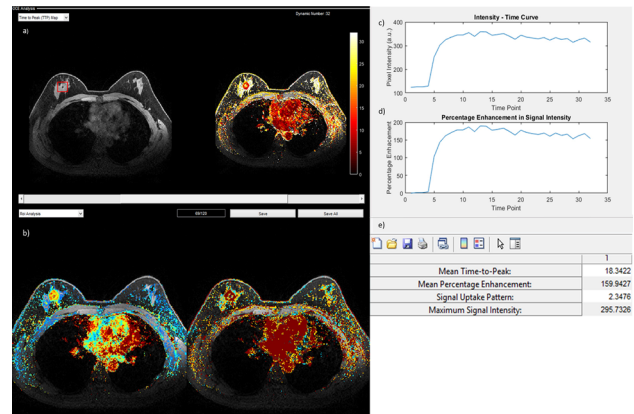 DCE Analysis
Time to Peak (TTP) Map
Dynamic Number: 32
a)
30
25
20
15
10
5
0
Roi Analysis
Save
Save All
b)
c)
Intensity - Time Curve
Pixel Intensity (a.u.)
400
300
200
100
0 5 10 15 20 25 30 35
Time Point
d)
Percentage Enhancement in Signal Intensity
Percentage Enhacement
200
150
100
50
0
0 5 10 15 20 25 30 35
Time Point
e)
1
Mean Time-to-Peak: 18.3422
Mean Percentage Enhancement: 159.9427
Signal Uptake Pattern: 2.3476
Maximum Signal Intensity: 295.7326